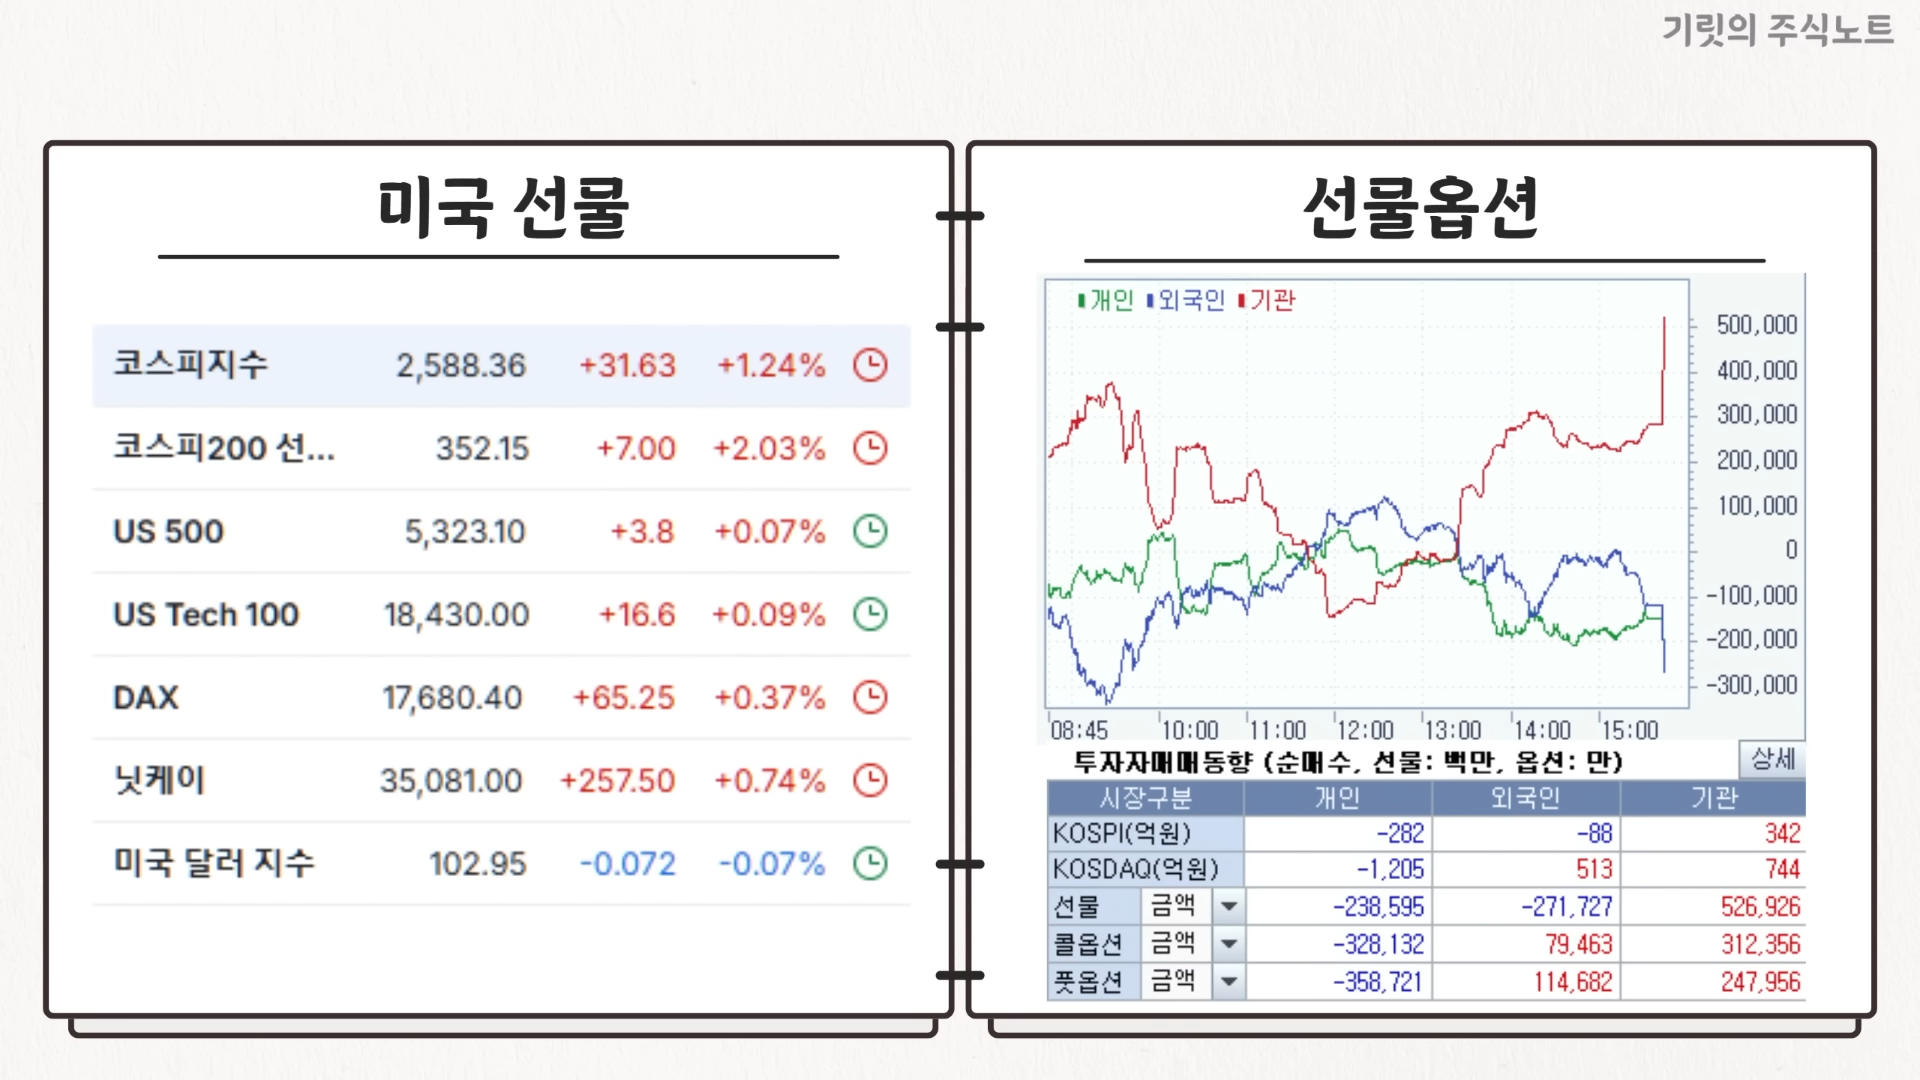 기릿의 주식노트
미국 선물
코스피지수 2,588.36 +31.63 +1.24%
코스피200 선... 352.15 +7.00 +2.03%
US 500 5,323.10 +3.8 +0.07%
US Tech 100 18,430.00 +16.6 +0.09%
DAX 17,680.40 +65.25 +0.37%
닛케이 35,081.00 +257.50 +0.74%
미국 달러 지수 102.95 -0.072 -0.07%
선물옵션
개인 외국인 기관
500,000
400,000
300,000
200,000
100,000
0
-100,000
-200,000
-300,000
08:45 10:00 11:00 12:00 13:00 14:00 15:00
투자자매매동향 (순매수, 선물: 백만, 옵션: 만) 상세
시장구분 개인 외국인 기관
KOSPI(억원) -282 -88 342
KOSDAQ(억원) -1,205 513 744
선물 금액 -238,595 -271,727 526,926
콜옵션 금액 -328,132 79,463 312,356
풋옵션 금액 -358,721 114,682 247,956